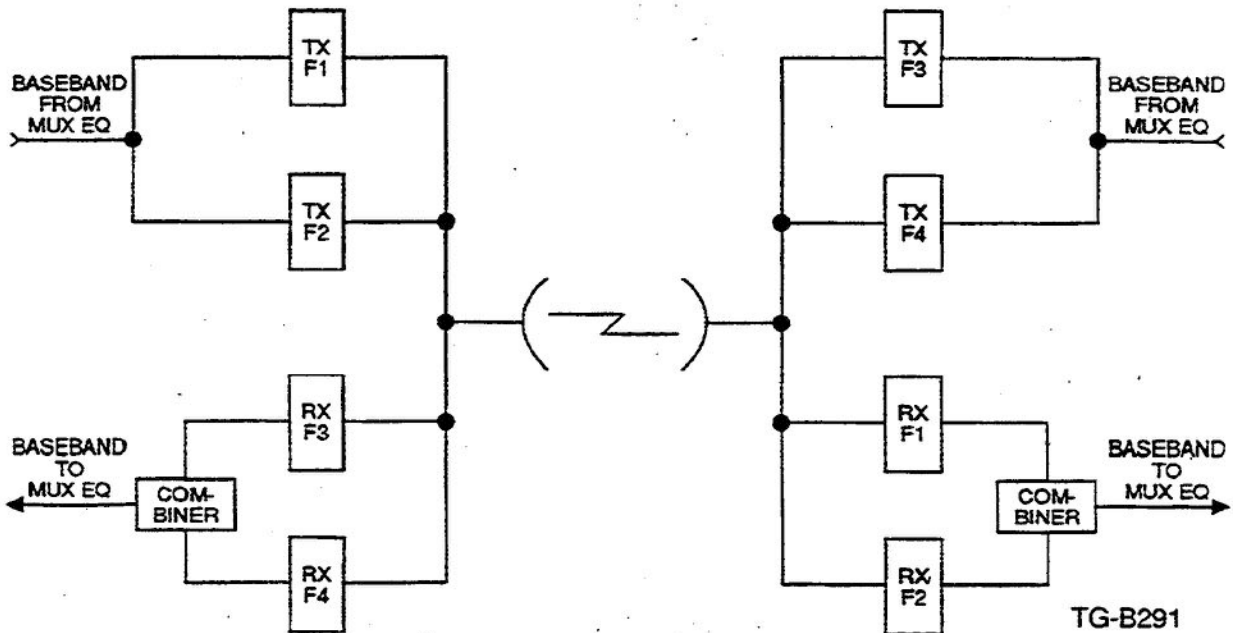 TX
F1
BASEBAND
FROM
MUX EQ
TX
F2
TX
F3
BASEBAND
FROM
MUX EQ
TX
F4
RX
F3
BASEBAND
TO
MUX EQ
COM-
BINER
RX
F4
RX
F1
BASEBAND
TO
MUX EQ
COM-
BINER
RX
F2
TG-B291